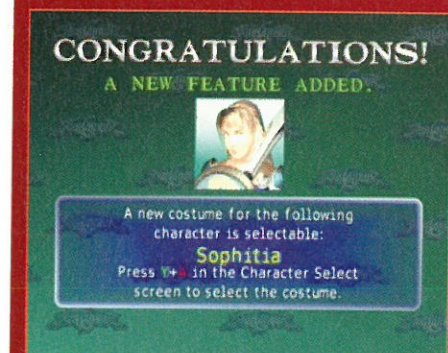 CONGRATULATIONS!
A NEW FEATURE ADDED.
A new costume for the following
character is selectable:
Sophitia
Press Y+A in the Character Select
screen to select the costume.